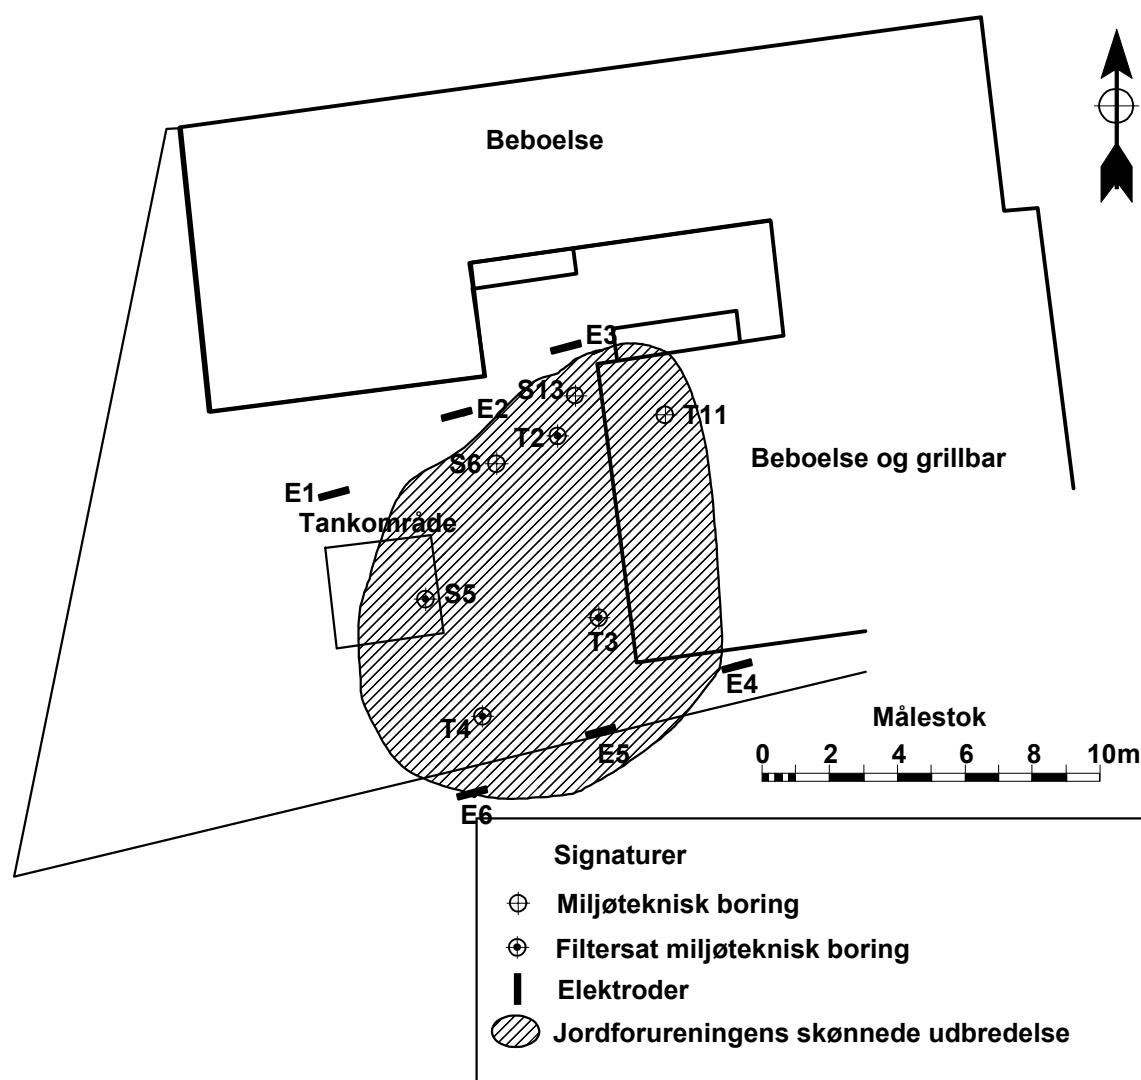 Beboelse
E3
S13
E2
T11
T2
S6
Beboelse og grillbar
E1
Tankområde
S5
T3
E4
T4
Målestok
E5
0 2 4 6 8 10m
E6
Signaturer
Miljøteknisk boring
Filtersat miljøteknisk boring
Elektroder
Jordforureningens skønnede udbredelse